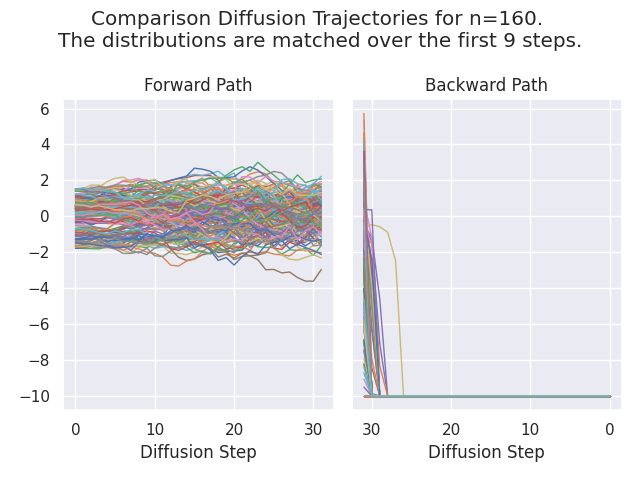 Comparison Diffusion Trajectories for n=160.
The distributions are matched over the first 9 steps.
Forward Path
Backward Path
6
4
2
0
−2
−4
−6
−8
−10
0 10 20 30
30 20 10 0
Diffusion Step
Diffusion Step